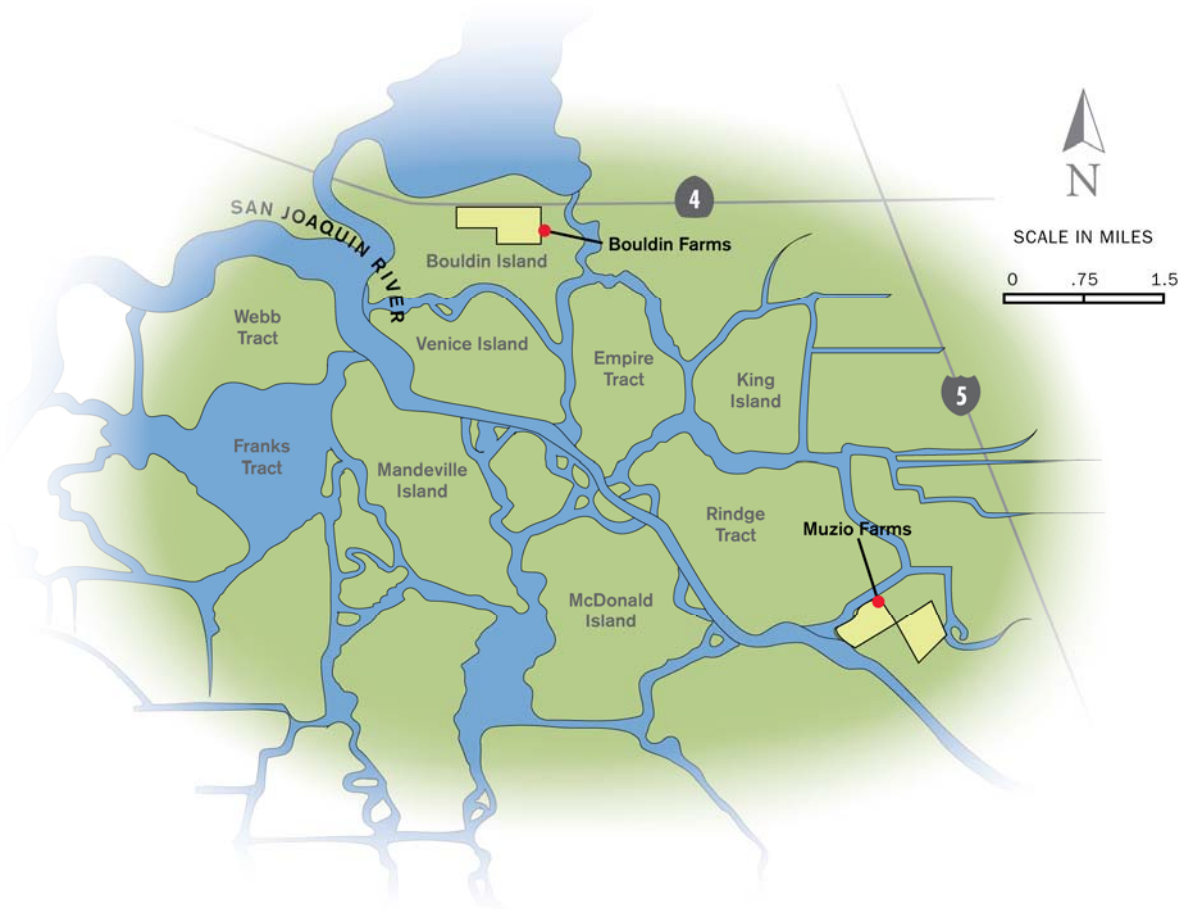 N
SCALE IN MILES
0 .75 1.5
4
SAN JOAQUIN RIVER
Bouldin Farms
Bouldin Island
Webb
Tract
Venice Island
Empire
Tract
King
Island
5
Franks
Tract
Mandeville
Island
Rindge
Tract
Muzio Farms
McDonald
Island